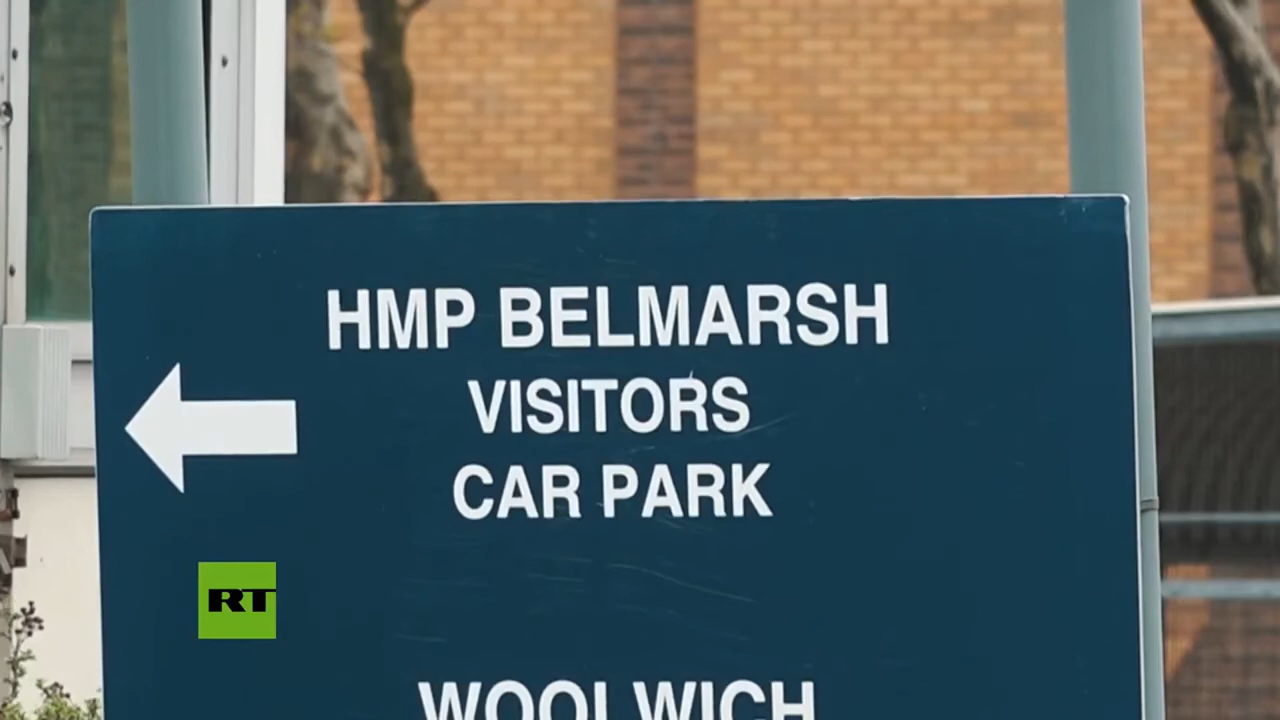 HMP BELMARSH
VISITORS
CAR PARK
RT
WOOLWICH